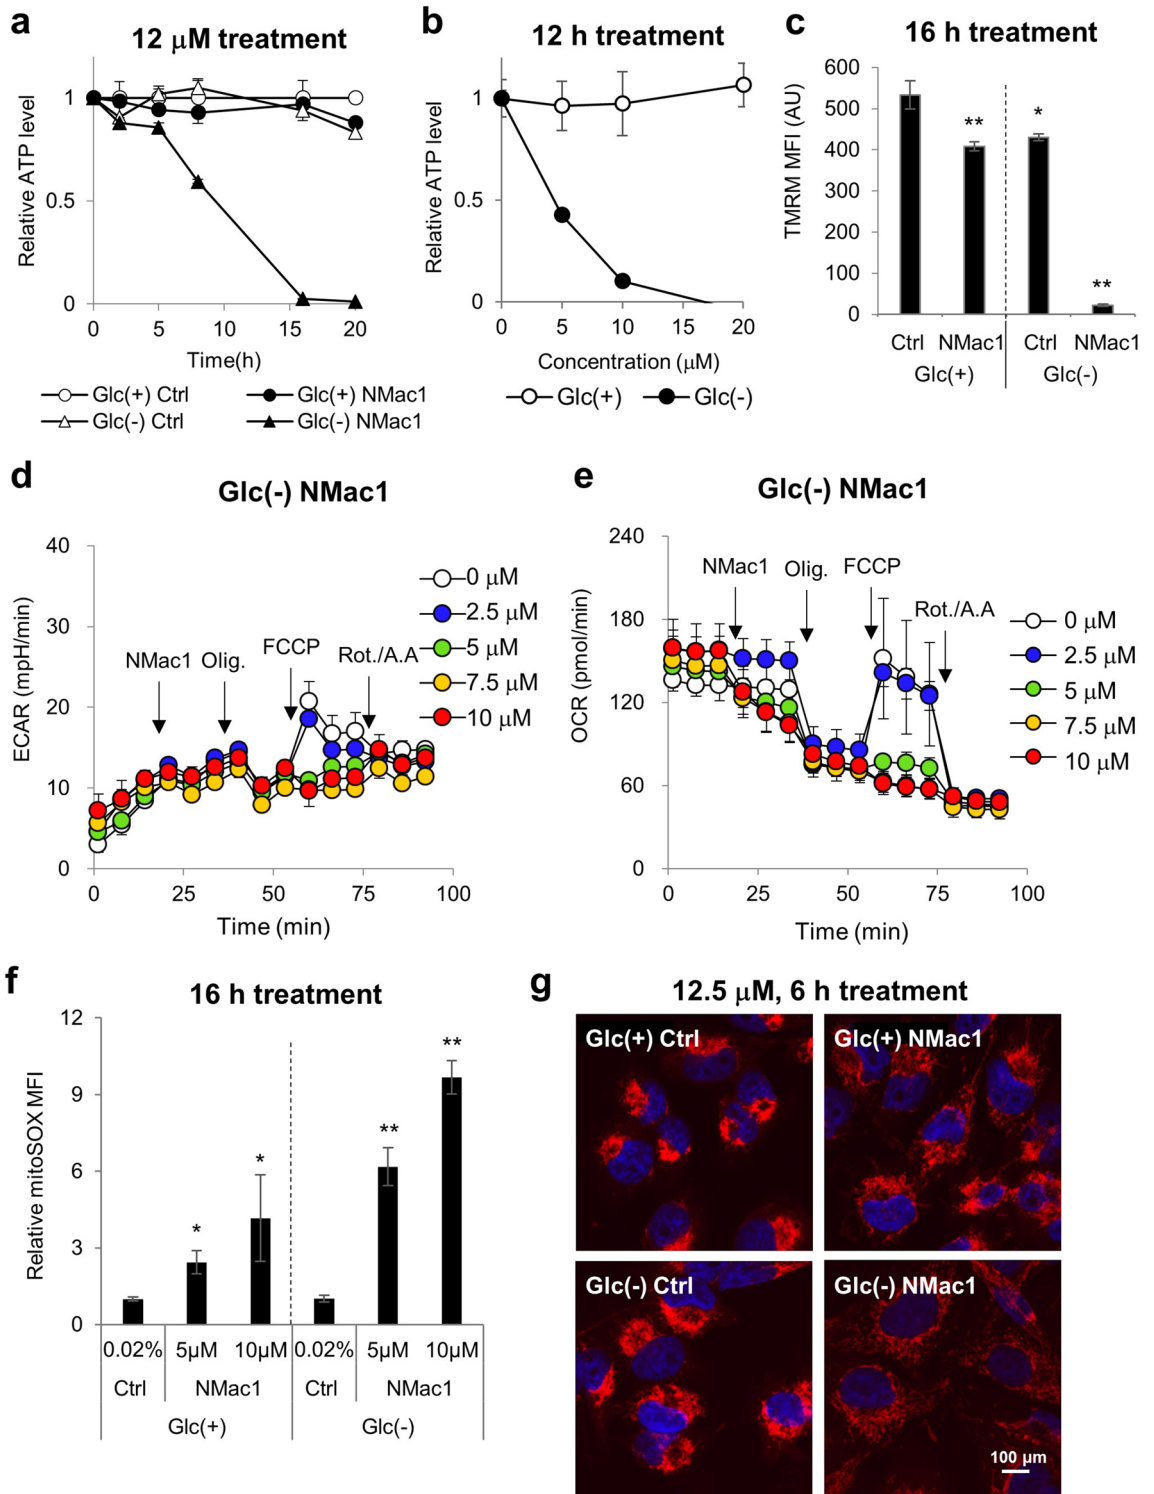 a
12 μM treatment
Relative ATP level
1
0.5
0
0 5 10 15 20
Time(h)
Glc(+) Ctrl Glc(+) NMac1
Glc(-) Ctrl Glc(-) NMac1
b
12 h treatment
Relative ATP level
1
0.5
0
0 5 10 20
Concentration (μM)
Glc(+) Glc(-)
c
16 h treatment
TMRM MFI (AU)
600
500
400
300
200
100
0
** * **
Ctrl NMac1 Ctrl NMac1
Glc(+) Glc(-)
d
Glc(-) NMac1
ECAR (mpH/min)
40
30
20
10
0
NMac1 Olig. FCCP Rot./A.A
0 μM
2.5 μM
5 μM
7.5 μM
10 μM
0 25 50 75 100
Time (min)
e
Glc(-) NMac1
OCR (pmol/min)
240
180
120
60
0
NMac1 Olig. FCCP Rot./A.A
0 μM
2.5 μM
5 μM
7.5 μM
10 μM
0 25 50 75 100
Time (min)
f
16 h treatment
Relative mitoSOX MFI
12
9
6
3
0
* * ** **
0.02% 5μM 10μM 0.02% 5μM 10μM
Ctrl NMac1 Ctrl NMac1
Glc(+) Glc(-)
g
12.5 μM, 6 h treatment
Glc(+) Ctrl Glc(+) NMac1
Glc(-) Ctrl Glc(-) NMac1
100 μm